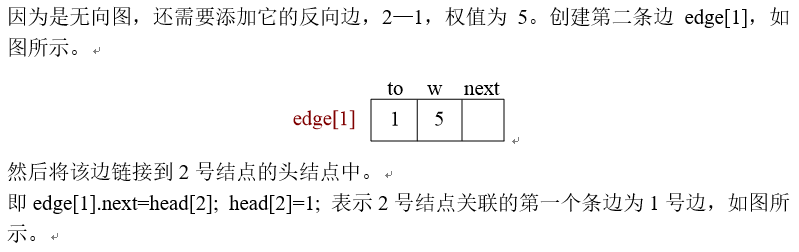 因为是无向图，还需要添加它的反向边，2—1，权值为 5。创建第二条边 edge[1]，如
图所示。
to w next
edge[1] 1 5
然后将该边链接到 2 号结点的头结点中。
即 edge[1].next=head[2]; head[2]=1; 表示 2 号结点关联的第一个条边为 1 号边，如图所
示。